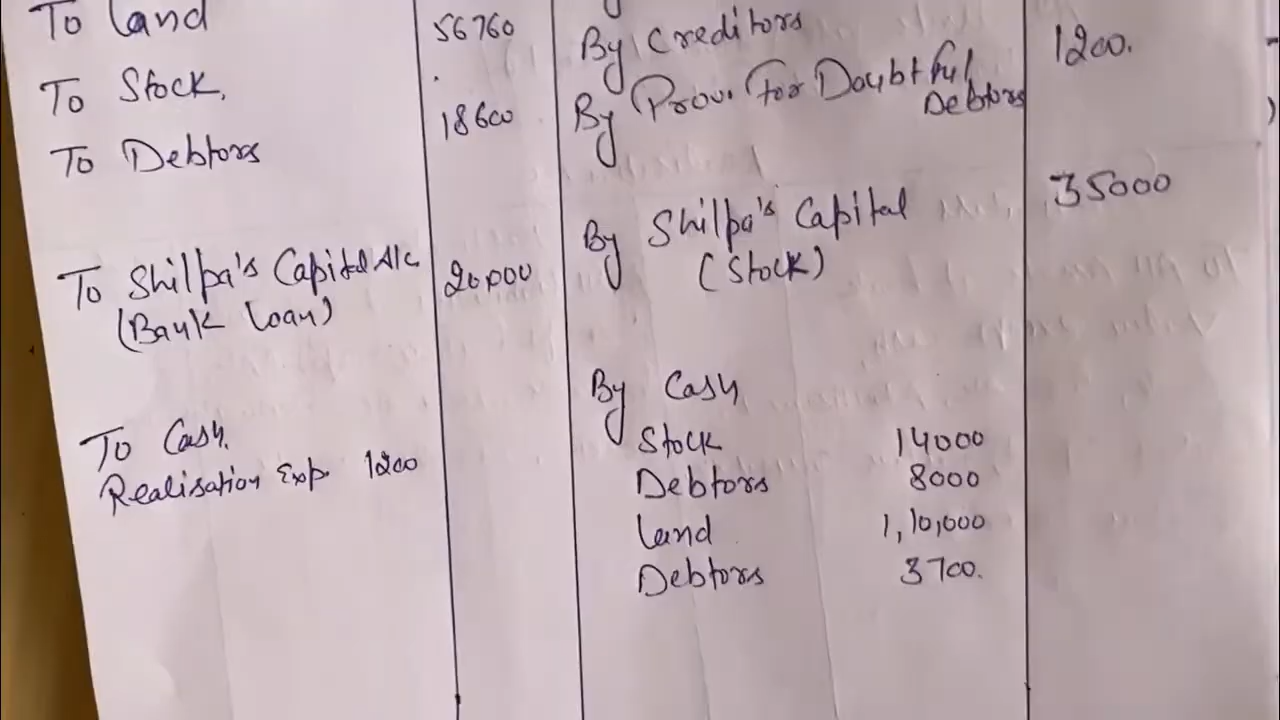 To Land
56760
By Creditors
To Stock.
18600
By Prov. For Doubtful
Debtors
1200.
To Debtors
By Shilpa's Capital
(Stock)
35000
To Shilpa's Capital A/c
(Bank Loan)
20,000
By Cash
To Cash.
Realisation Exp. 1200
Stock 14000
Debtors 8000
Land 1,10,000
Debtors 3700.